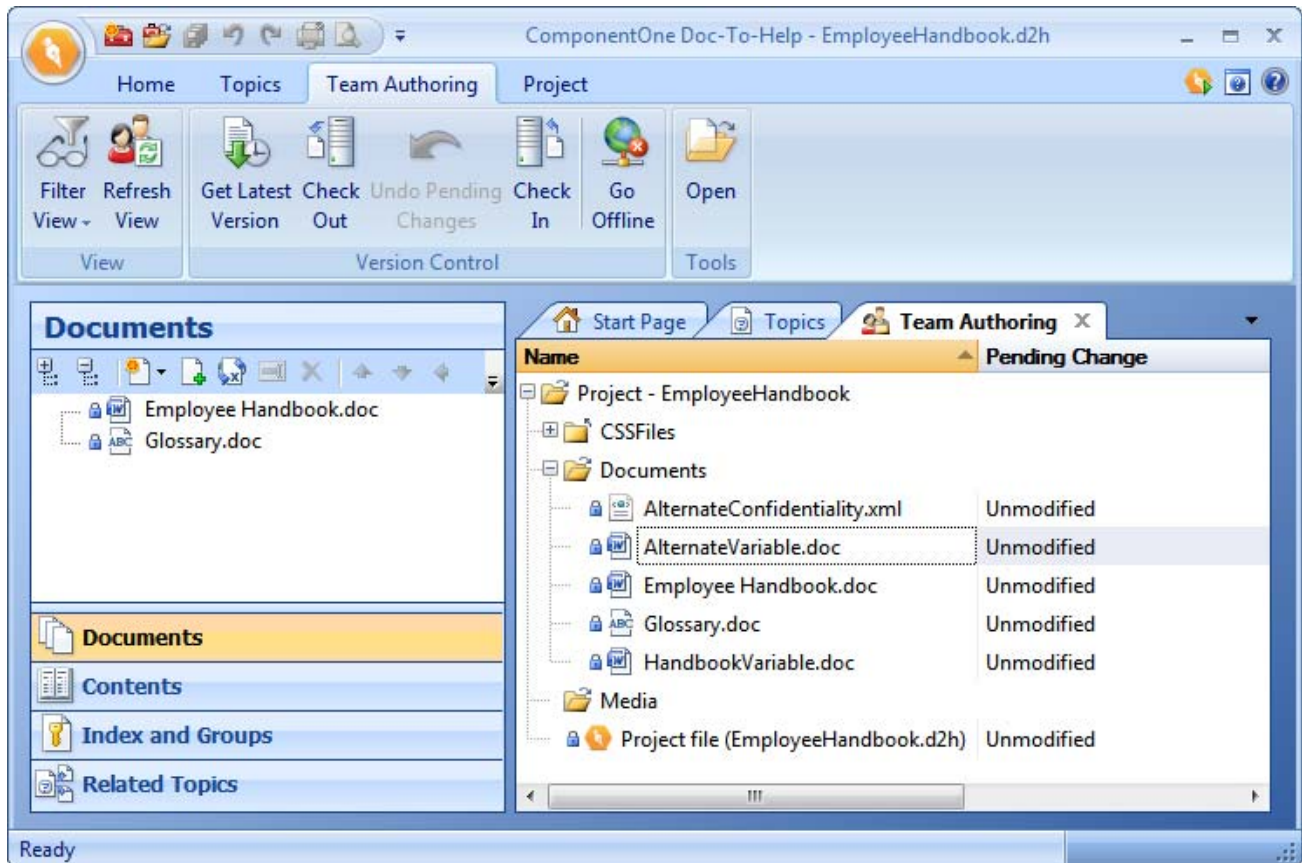 ComponentOne Doc-To-Help - EmployeeHandbook.d2h
Home Topics Team Authoring Project
Filter View
Refresh View
Get Latest Version
Check Out
Undo Pending Changes
Check In
Go Offline
Open
View Version Control Tools
Documents
Employee Handbook.doc
ABC Glossary.doc
Documents
Contents
Index and Groups
Related Topics
Start Page Topics Team Authoring
Name Pending Change
Project - EmployeeHandbook
CSSFiles
Documents
AlternateConfidentiality.xml Unmodified
AlternateVariable.doc Unmodified
Employee Handbook.doc Unmodified
ABC Glossary.doc Unmodified
HandbookVariable.doc Unmodified
Media
Project file (EmployeeHandbook.d2h) Unmodified
Ready